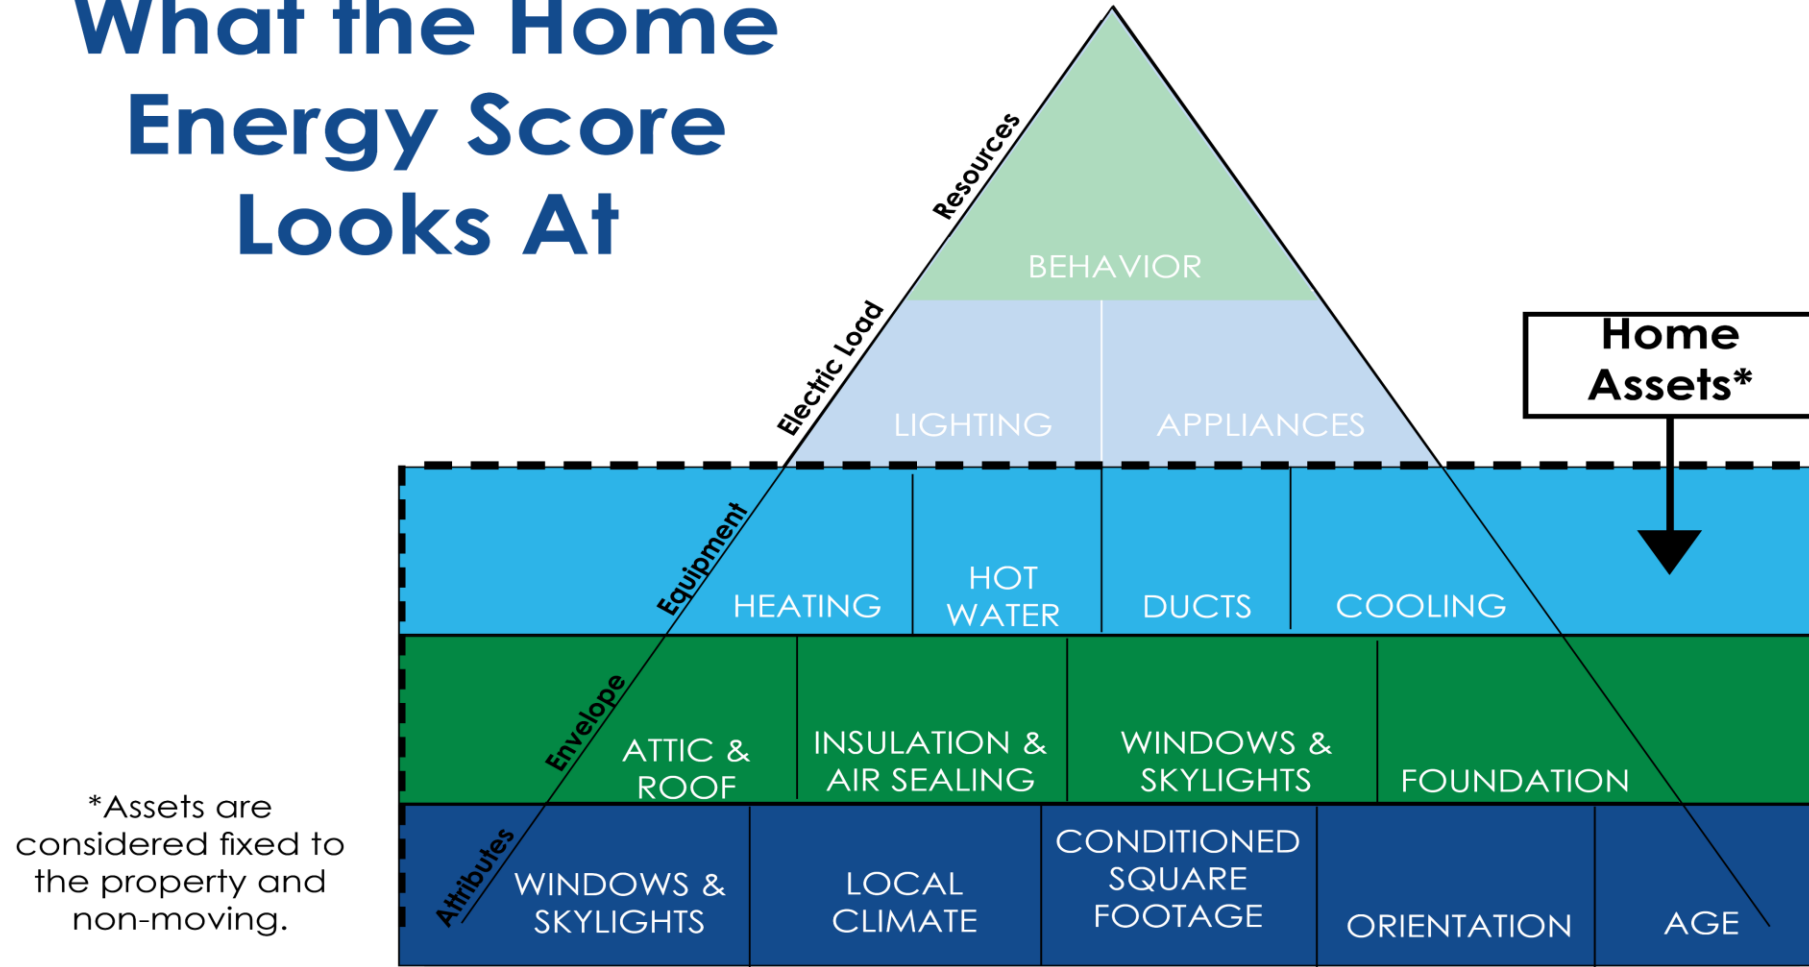 What the Home
Energy Score
Looks At
Resources
BEHAVIOR
Electric Load
LIGHTING
APPLIANCES
Home
Assets*
Equipment
HEATING
HOT
WATER
DUCTS
COOLING
Envelope
ATTIC &
ROOF
INSULATION &
AIR SEALING
WINDOWS &
SKYLIGHTS
FOUNDATION
Attributes
WINDOWS &
SKYLIGHTS
LOCAL
CLIMATE
CONDITIONED
SQUARE
FOOTAGE
ORIENTATION
AGE
*Assets are
considered fixed to
the property and
non-moving.